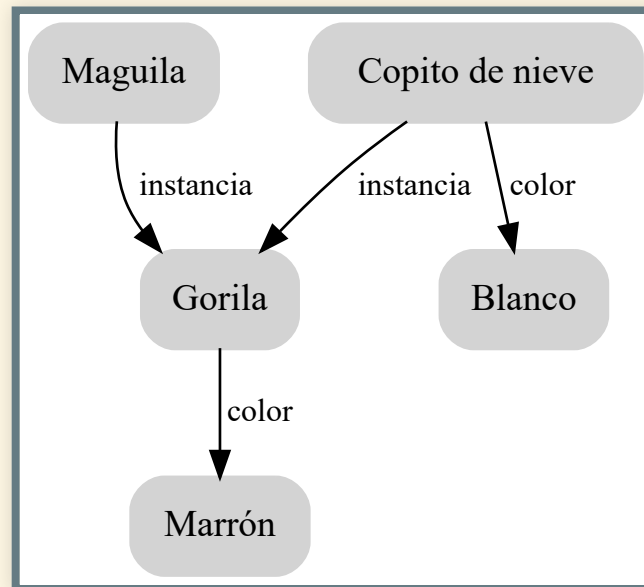 Maguila
Copito de nieve
instancia
instancia
color
Gorila
Blanco
color
Marrón